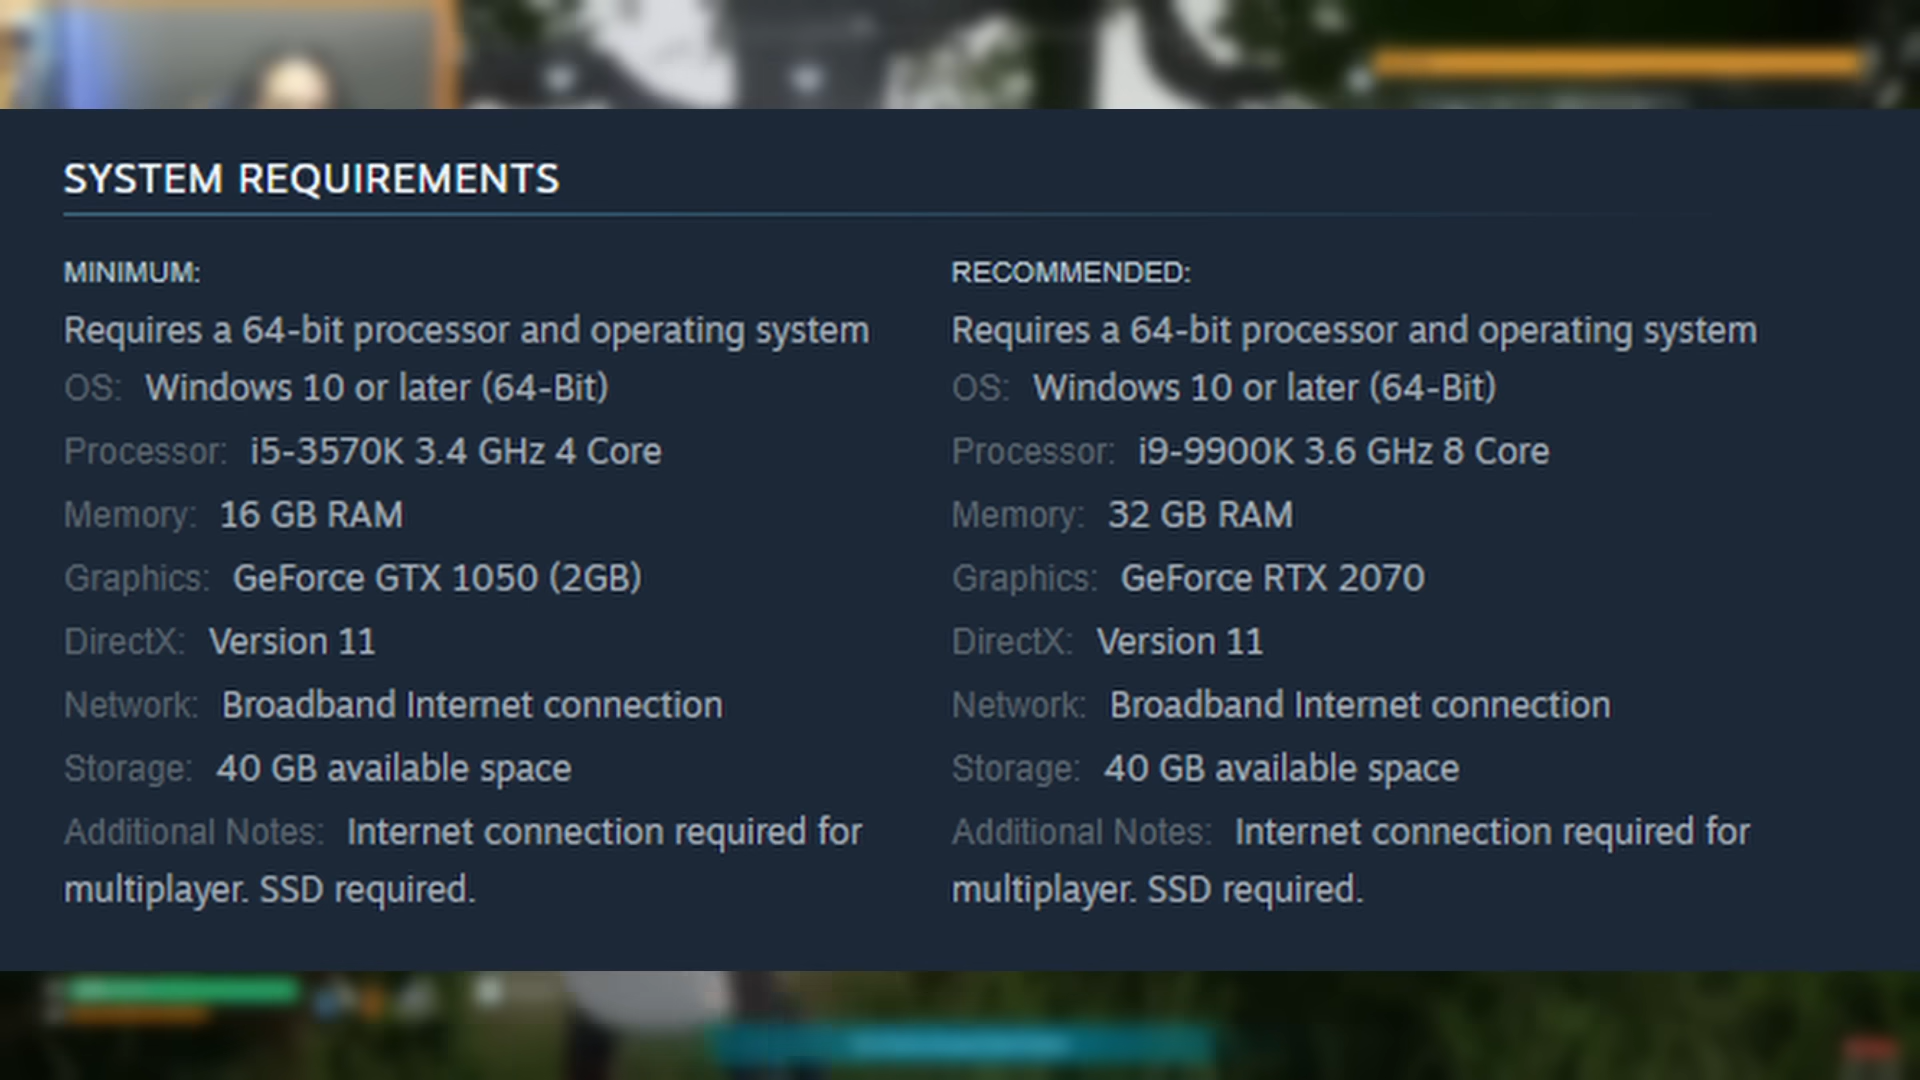 SYSTEM REQUIREMENTS
MINIMUM:
Requires a 64-bit processor and operating system
OS: Windows 10 or later (64-Bit)
Processor: i5-3570K 3.4 GHz 4 Core
Memory: 16 GB RAM
Graphics: GeForce GTX 1050 (2GB)
DirectX: Version 11
Network: Broadband Internet connection
Storage: 40 GB available space
Additional Notes: Internet connection required for
multiplayer. SSD required.
RECOMMENDED:
Requires a 64-bit processor and operating system
OS: Windows 10 or later (64-Bit)
Processor: i9-9900K 3.6 GHz 8 Core
Memory: 32 GB RAM
Graphics: GeForce RTX 2070
DirectX: Version 11
Network: Broadband Internet connection
Storage: 40 GB available space
Additional Notes: Internet connection required for
multiplayer. SSD required.